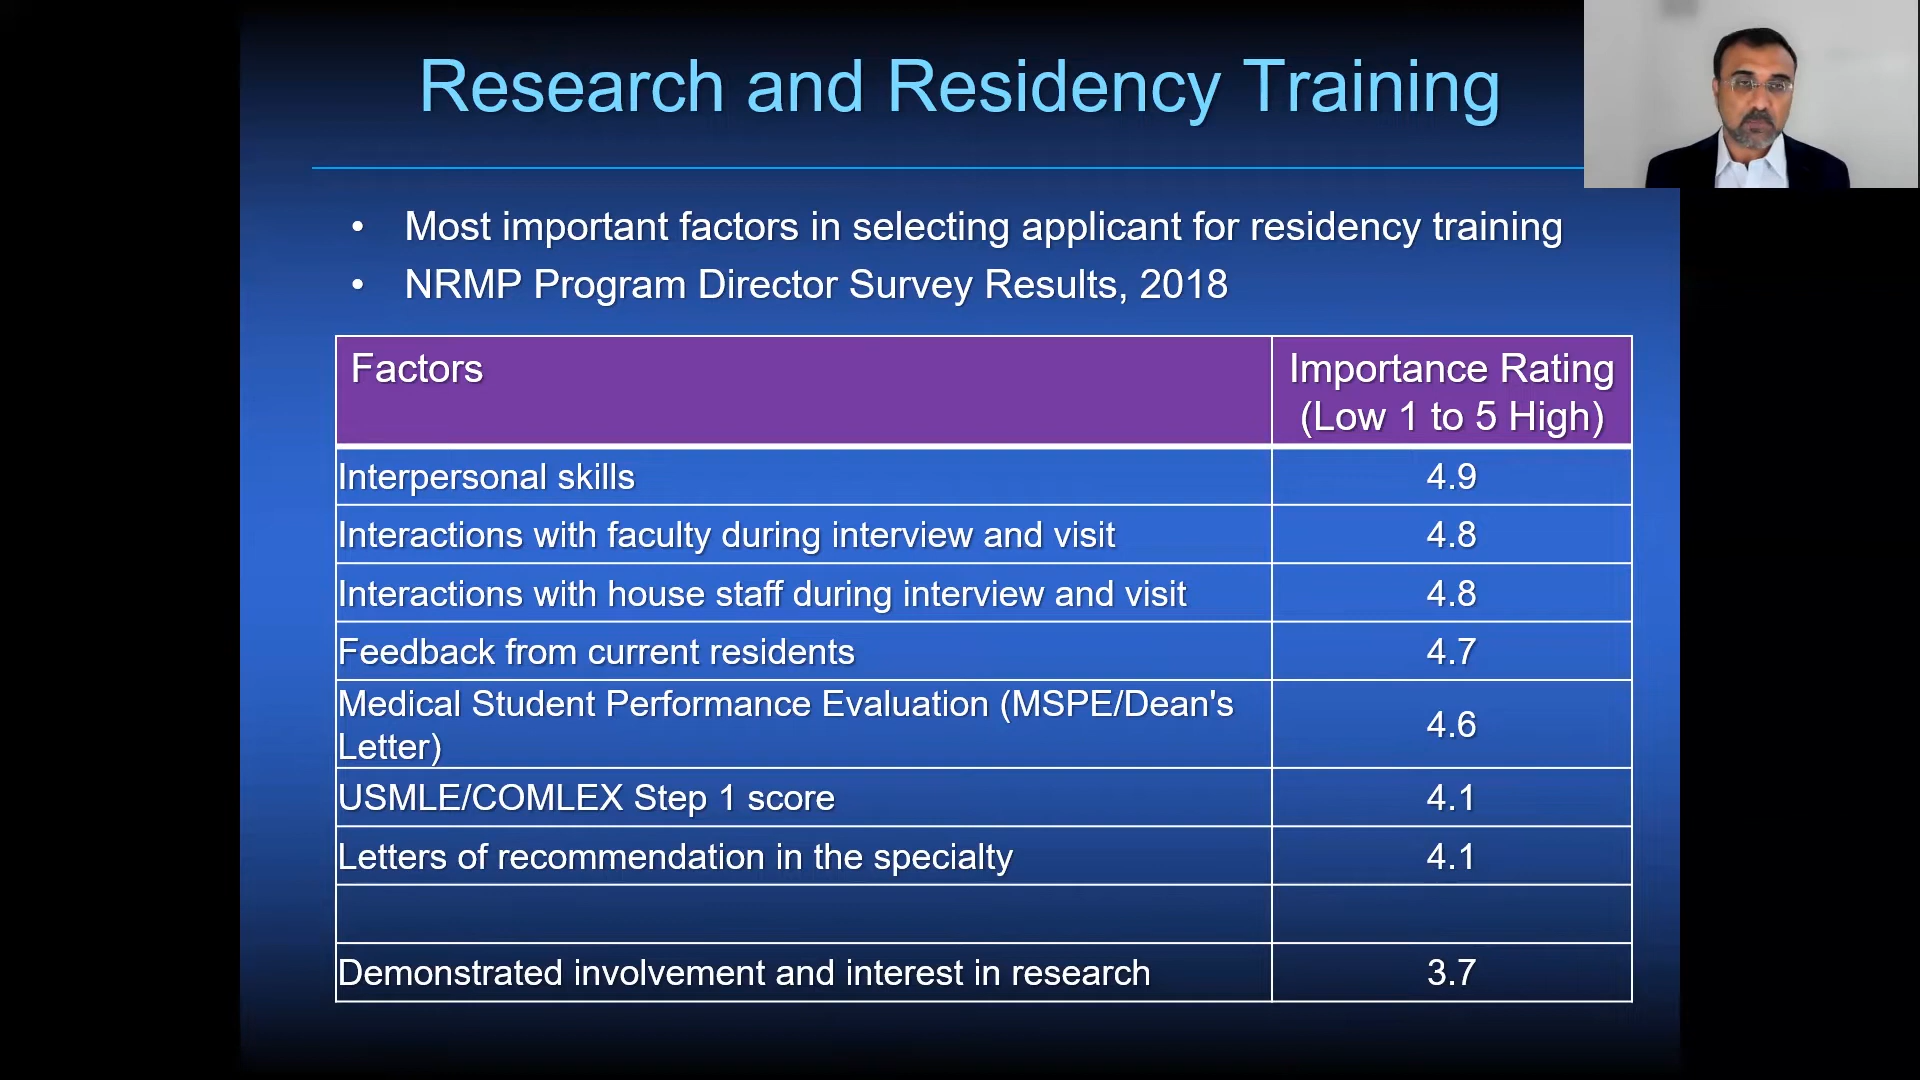 Research and Residency Training
• Most important factors in selecting applicant for residency training
• NRMP Program Director Survey Results, 2018
Factors
Importance Rating
(Low 1 to 5 High)
Interpersonal skills 4.9
Interactions with faculty during interview and visit 4.8
Interactions with house staff during interview and visit 4.8
Feedback from current residents 4.7
Medical Student Performance Evaluation (MSPE/Dean's
Letter) 4.6
USMLE/COMLEX Step 1 score 4.1
Letters of recommendation in the specialty 4.1
Demonstrated involvement and interest in research 3.7